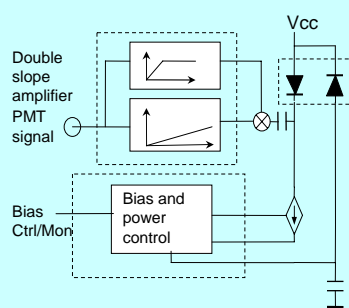 Vcc
Double
slope
amplifier
PMT
signal
Bias
Ctrl/Mon
Bias and
power
control